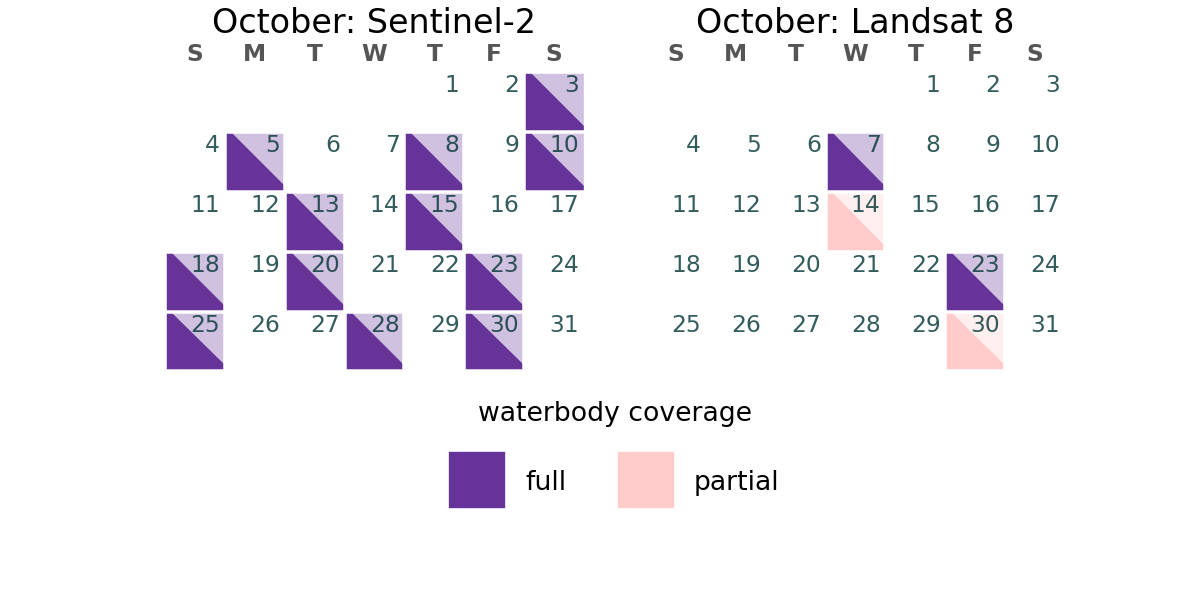 October: Sentinel-2
S M T W T F S
1 2 3
4 5 6 7 8 9 10
11 12 13 14 15 16 17
18 19 20 21 22 23 24
25 26 27 28 29 30 31
October: Landsat 8
S M T W T F S
1 2 3
4 5 6 7 8 9 10
11 12 13 14 15 16 17
18 19 20 21 22 23 24
25 26 27 28 29 30 31
waterbody coverage
full partial